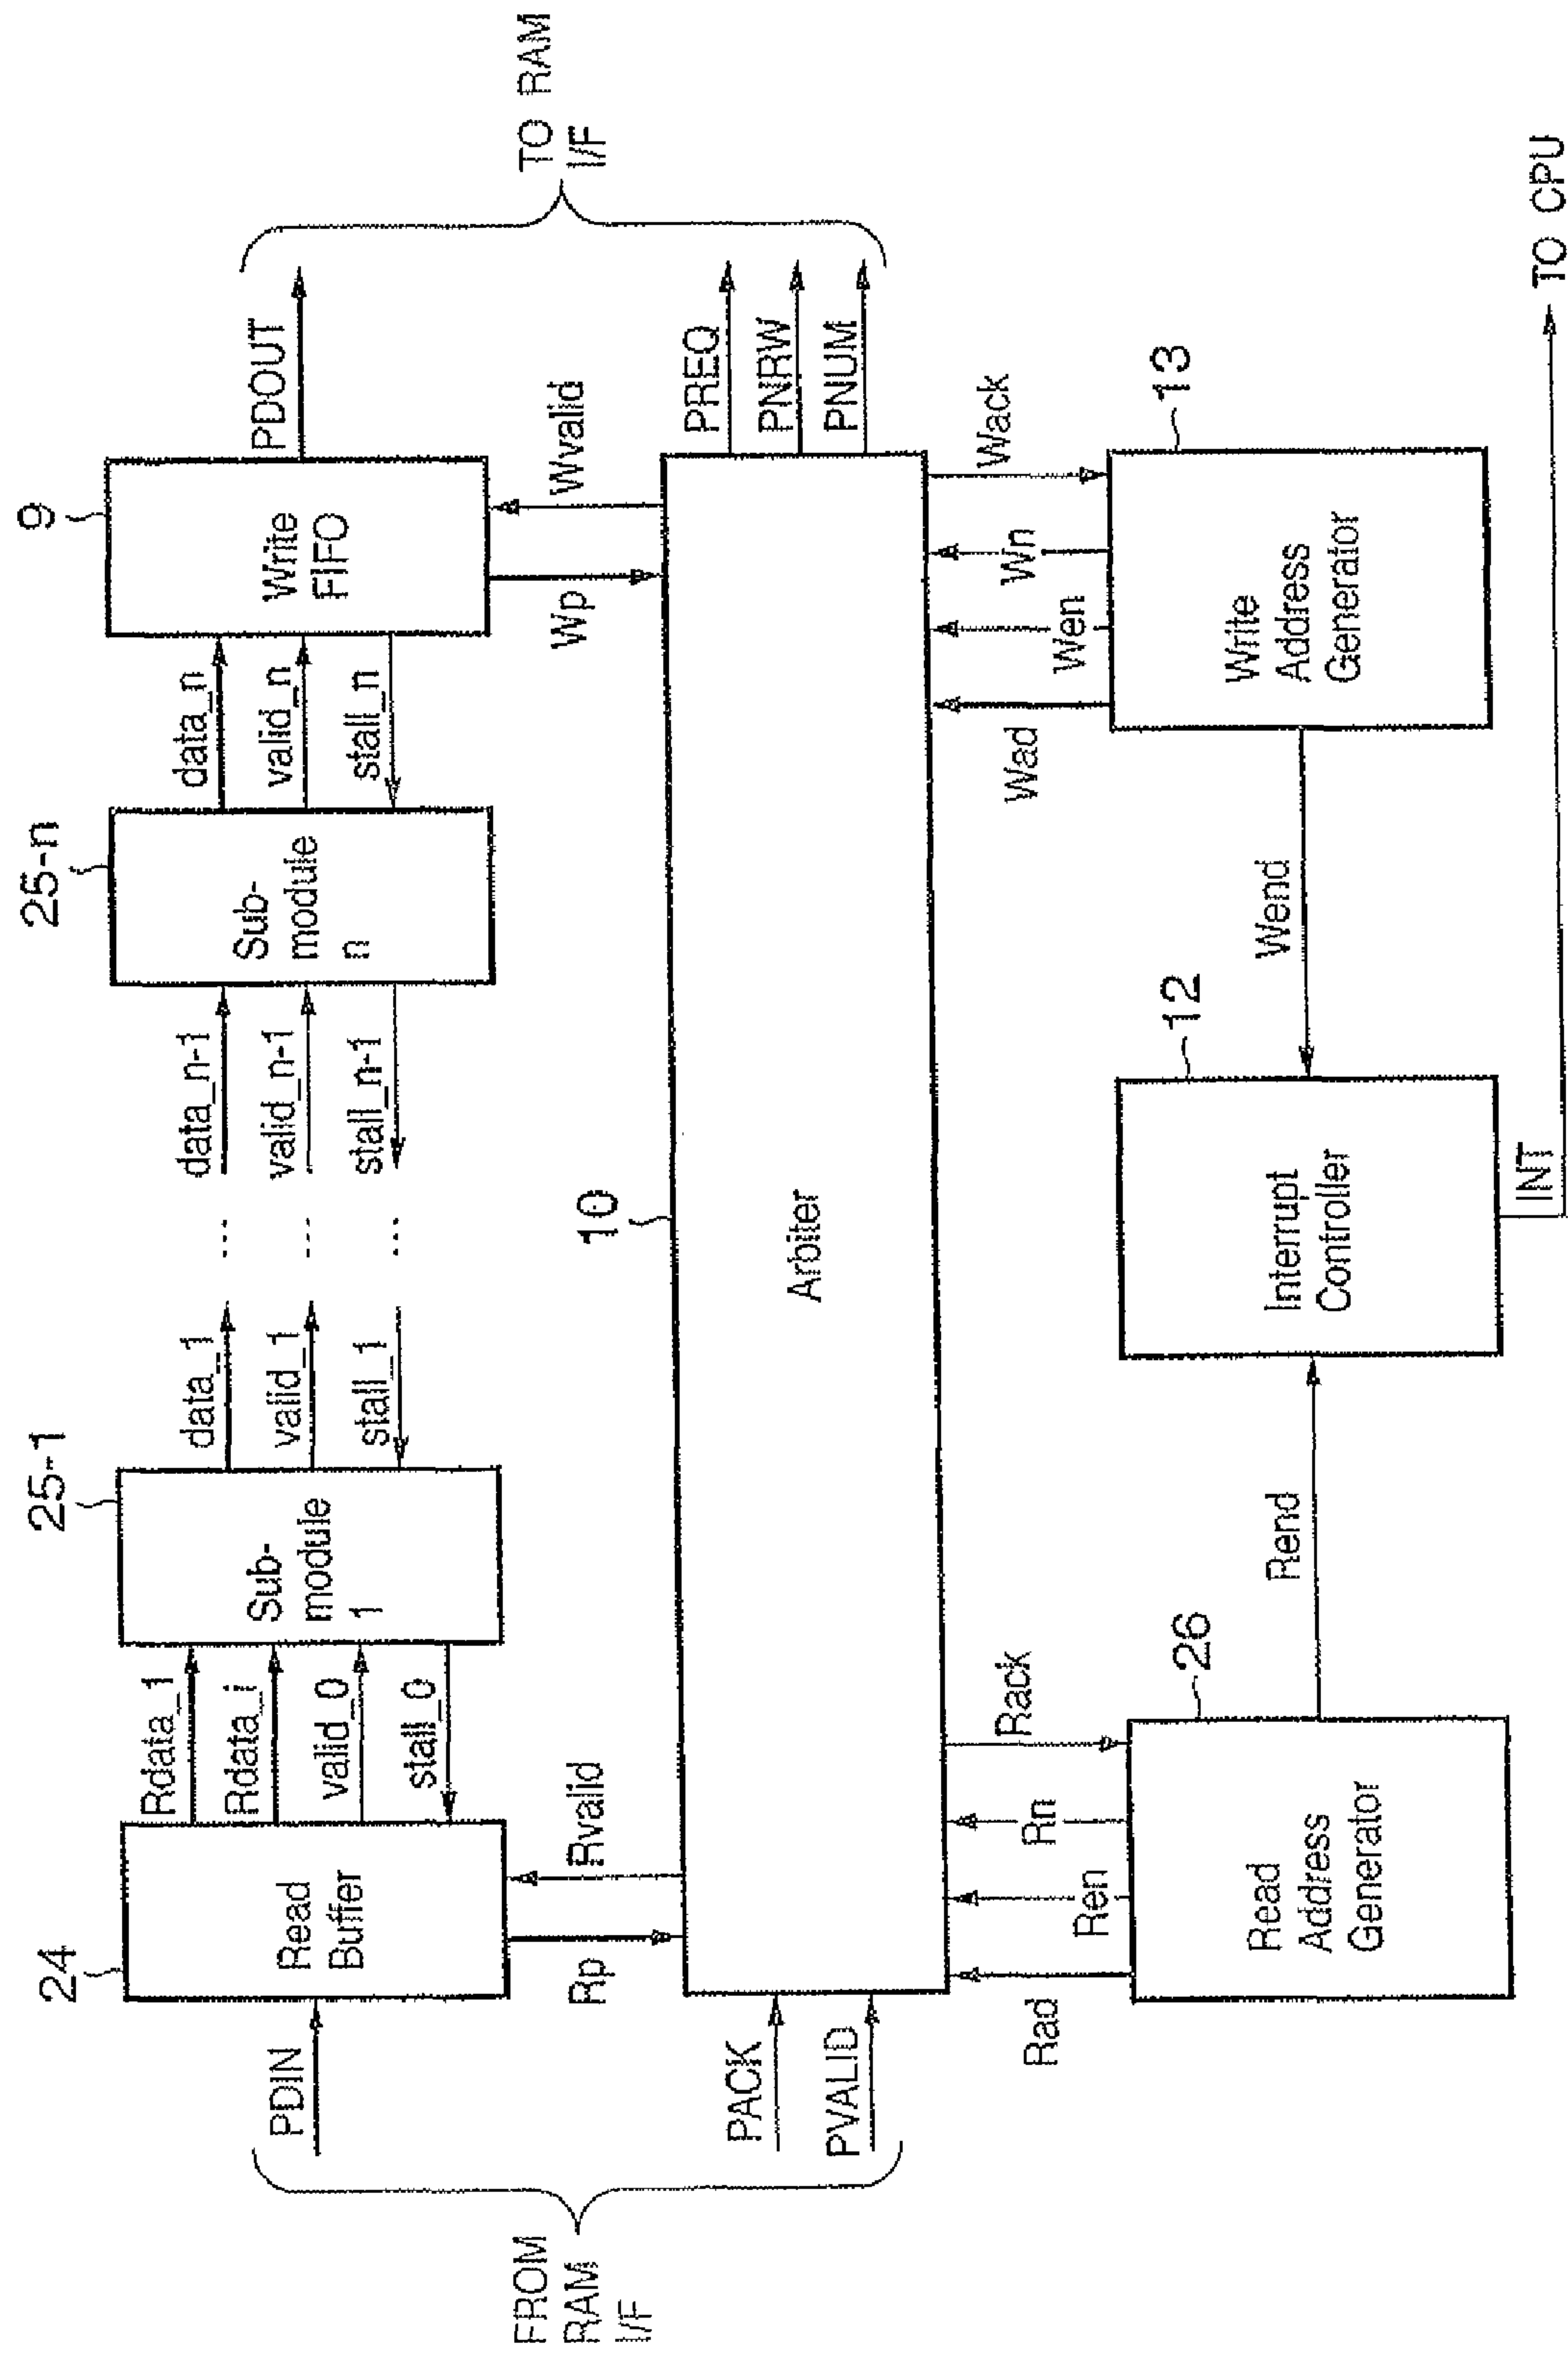 24
25-1
25-n
9
PDIN
Read
Buffer
Rdata_1
Rdata_i
valid_0
stall_0
Sub-
module
1
data_1
valid_1
stall_1
...
...
...
data_n-1
valid_n-1
stall_n-1
Sub-
module
n
data_n
valid_n
stall_n
Write
FIFO
PDOUT
Rp
Rvalid
10
Wp
Wvalid
FROM
RAM
I/F
PACK
PVALID
Arbiter
PREQ
PNRW
PNUM
TO RAM
I/F
Rad
Ren
Rn
Rack
Wad
Wen
Wn
Wack
26
12
13
Read
Address
Generator
Rend
Interrupt
Controller
Wend
Write
Address
Generator
INT
TO CPU